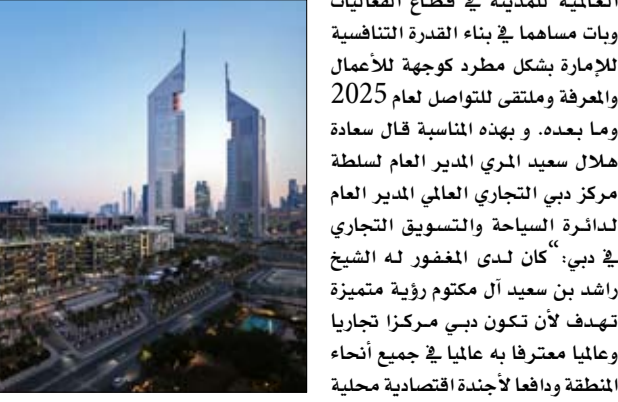 العالمية للمدينة في قطاع الفعاليات
وبات مساهما في بناء القدرة التنافسية
للإمارة بشكل مطرد كوجهة للأعمال
والمعرفة وملتقى للتواصل لعام 2025
وما بعده. و بهذه المناسبة قال سعادة
هلال سعيد المري المدير العام لسلطة
مركز دبي التجاري العالمي المدير العام
لدائرة السياحة والتسويق التجاري
في دبي:“كان لدى المغفور له الشيخ
راشد بن سعيد آل مكتوم رؤية متميزة
تهدف لأن تكون دبي مركزا تجاريا
وعالميا معترفا به عالميا في جميع أنحاء
المنطقة ودافعا لأجندة اقتصادية محلية